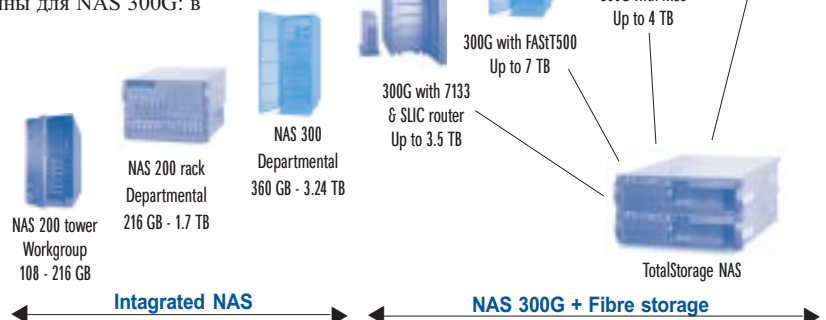 ны для NAS 300G: в
Up to 4 TB
300G with FAStT500
Up to 7 TB
300G with 7133
& SLIC router
Up to 3.5 TB
NAS 300
Departmental
360 GB - 3.24 TB
NAS 200 rack
Departmental
216 GB - 1.7 TB
NAS 200 tower
Workgroup
108 - 216 GB
TotalStorage NAS
Intagrated NAS
NAS 300G + Fibre storage